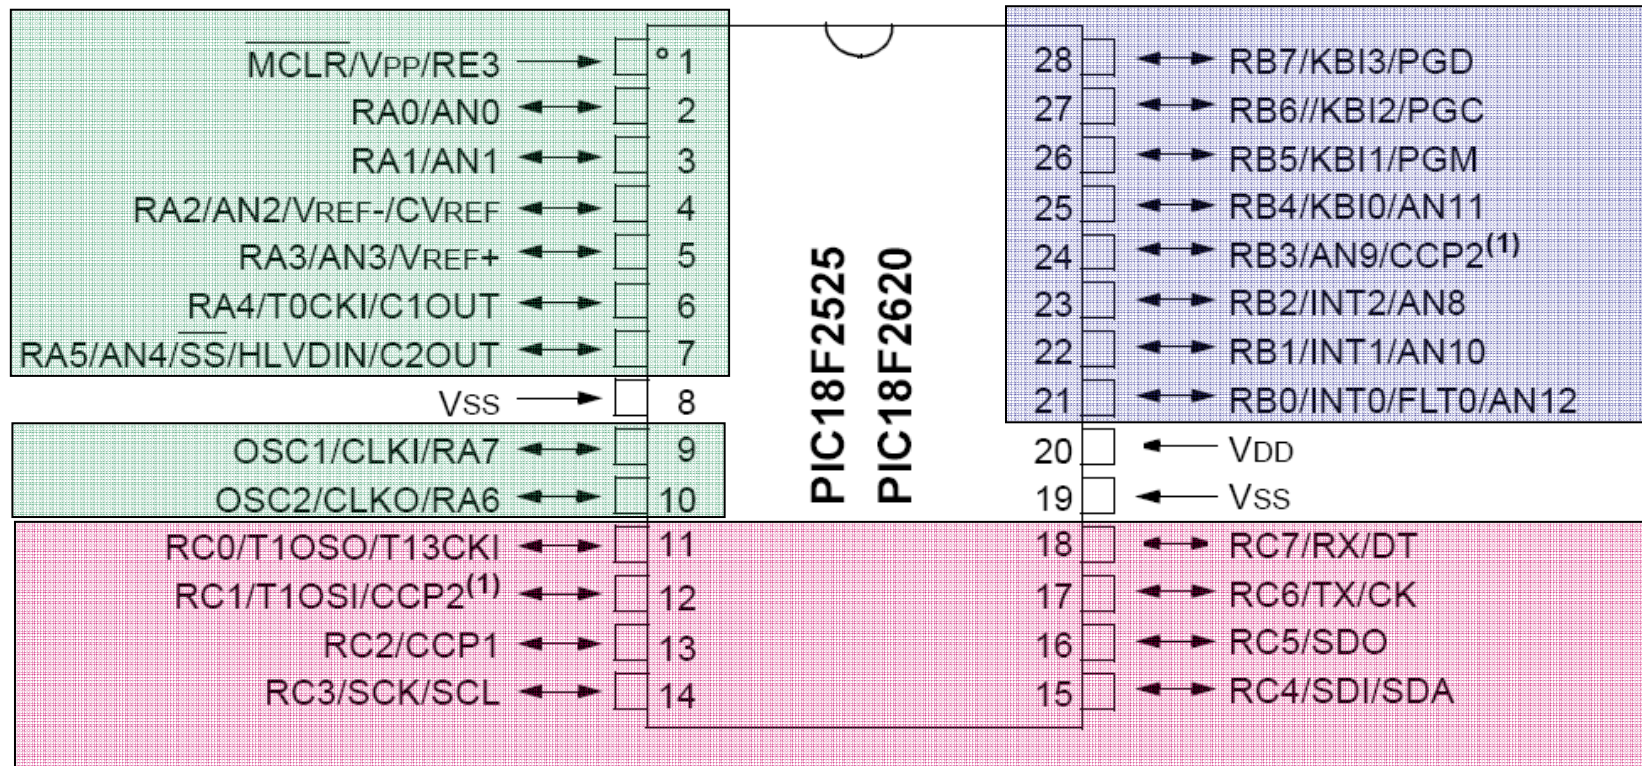 MCLR/VPP/RE3 ° 1
RA0/AN0 2
RA1/AN1 3
RA2/AN2/VREF-/CVREF 4
RA3/AN3/VREF+ 5
RA4/T0CKI/C1OUT 6
RA5/AN4/SS/HLVDIN/C2OUT 7
VSS 8
OSC1/CLKI/RA7 9
OSC2/CLKO/RA6 10
RC0/T1OSO/T13CKI 11
RC1/T1OSI/CCP2(1) 12
RC2/CCP1 13
RC3/SCK/SCL 14
PIC18F2525
PIC18F2620
28 RB7/KBI3/PGD
27 RB6//KBI2/PGC
26 RB5/KBI1/PGM
25 RB4/KBI0/AN11
24 RB3/AN9/CCP2(1)
23 RB2/INT2/AN8
22 RB1/INT1/AN10
21 RB0/INT0/FLT0/AN12
20 VDD
19 VSS
18 RC7/RX/DT
17 RC6/TX/CK
16 RC5/SDO
15 RC4/SDI/SDA